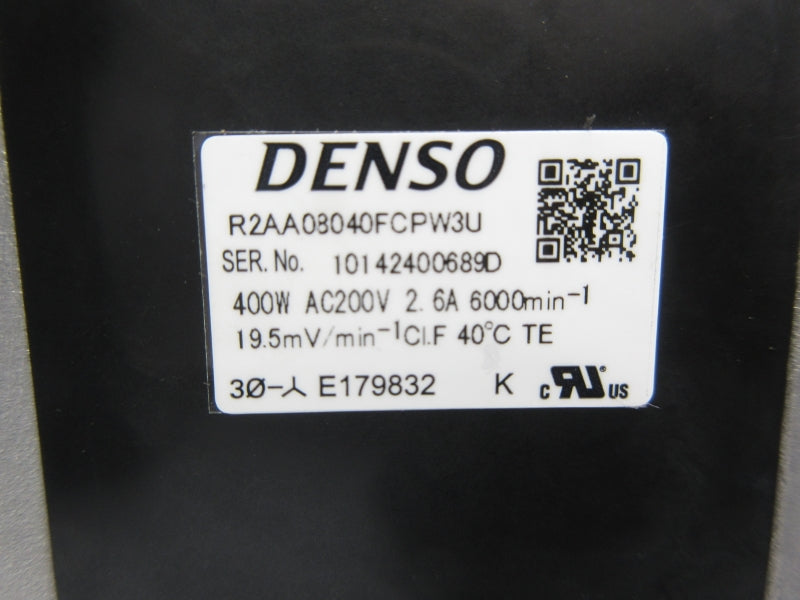 DENSO
R2AA08040FCPW3U
SER. No. 10142400689D
400W AC200V 2.6A 6000min⁻¹
19.5mV/min⁻¹ Cl.F 40°C TE
3Ø-⅄ E179832 K c RU ® US